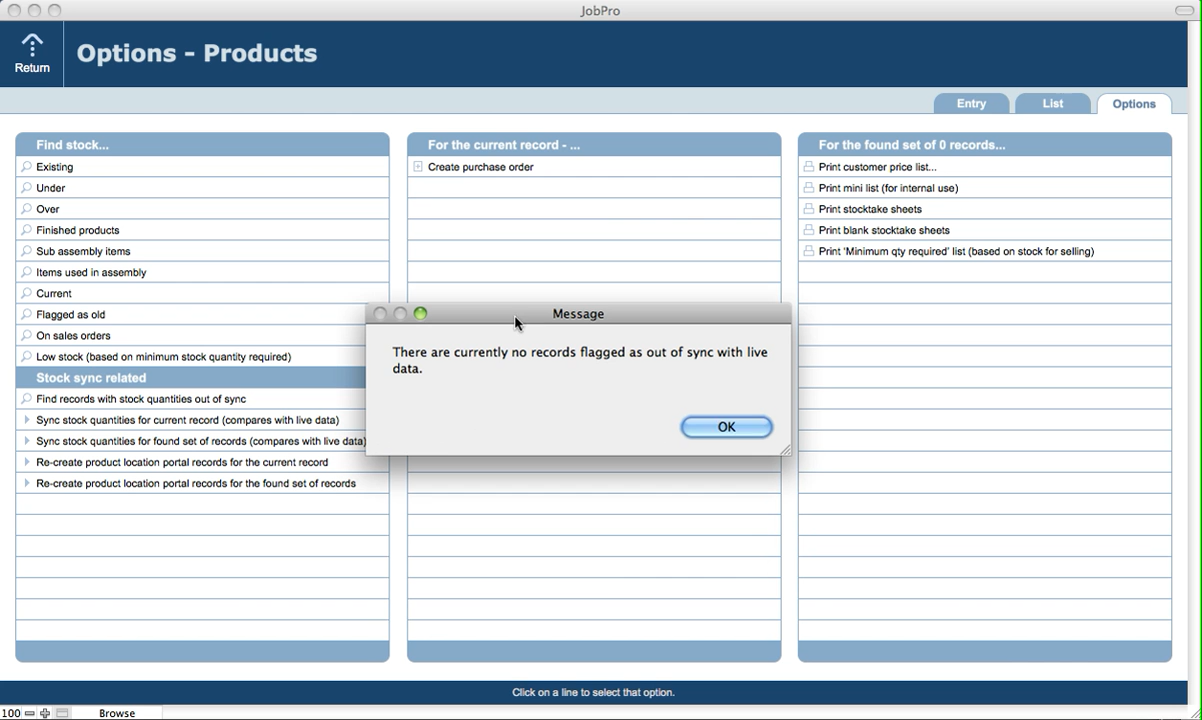 JobPro
Return
Options - Products
Entry
List
Options
Find stock...
Existing
Under
Over
Finished products
Sub assembly items
Items used in assembly
Current
Flagged as old
On sales orders
Low stock (based on minimum stock quantity required)
Stock sync related
Find records with stock quantities out of sync
Sync stock quantities for current record (compares with live data)
Sync stock quantities for found set of records (compares with live data)
Re-create product location portal records for the current record
Re-create product location portal records for the found set of records
For the current record - ...
Create purchase order
For the found set of 0 records...
Print customer price list...
Print mini list (for internal use)
Print stocktake sheets
Print blank stocktake sheets
Print ‘Minimum qty required’ list (based on stock for selling)
Message
There are currently no records flagged as out of sync with live
data.
OK
Click on a line to select that option.
100
Browse